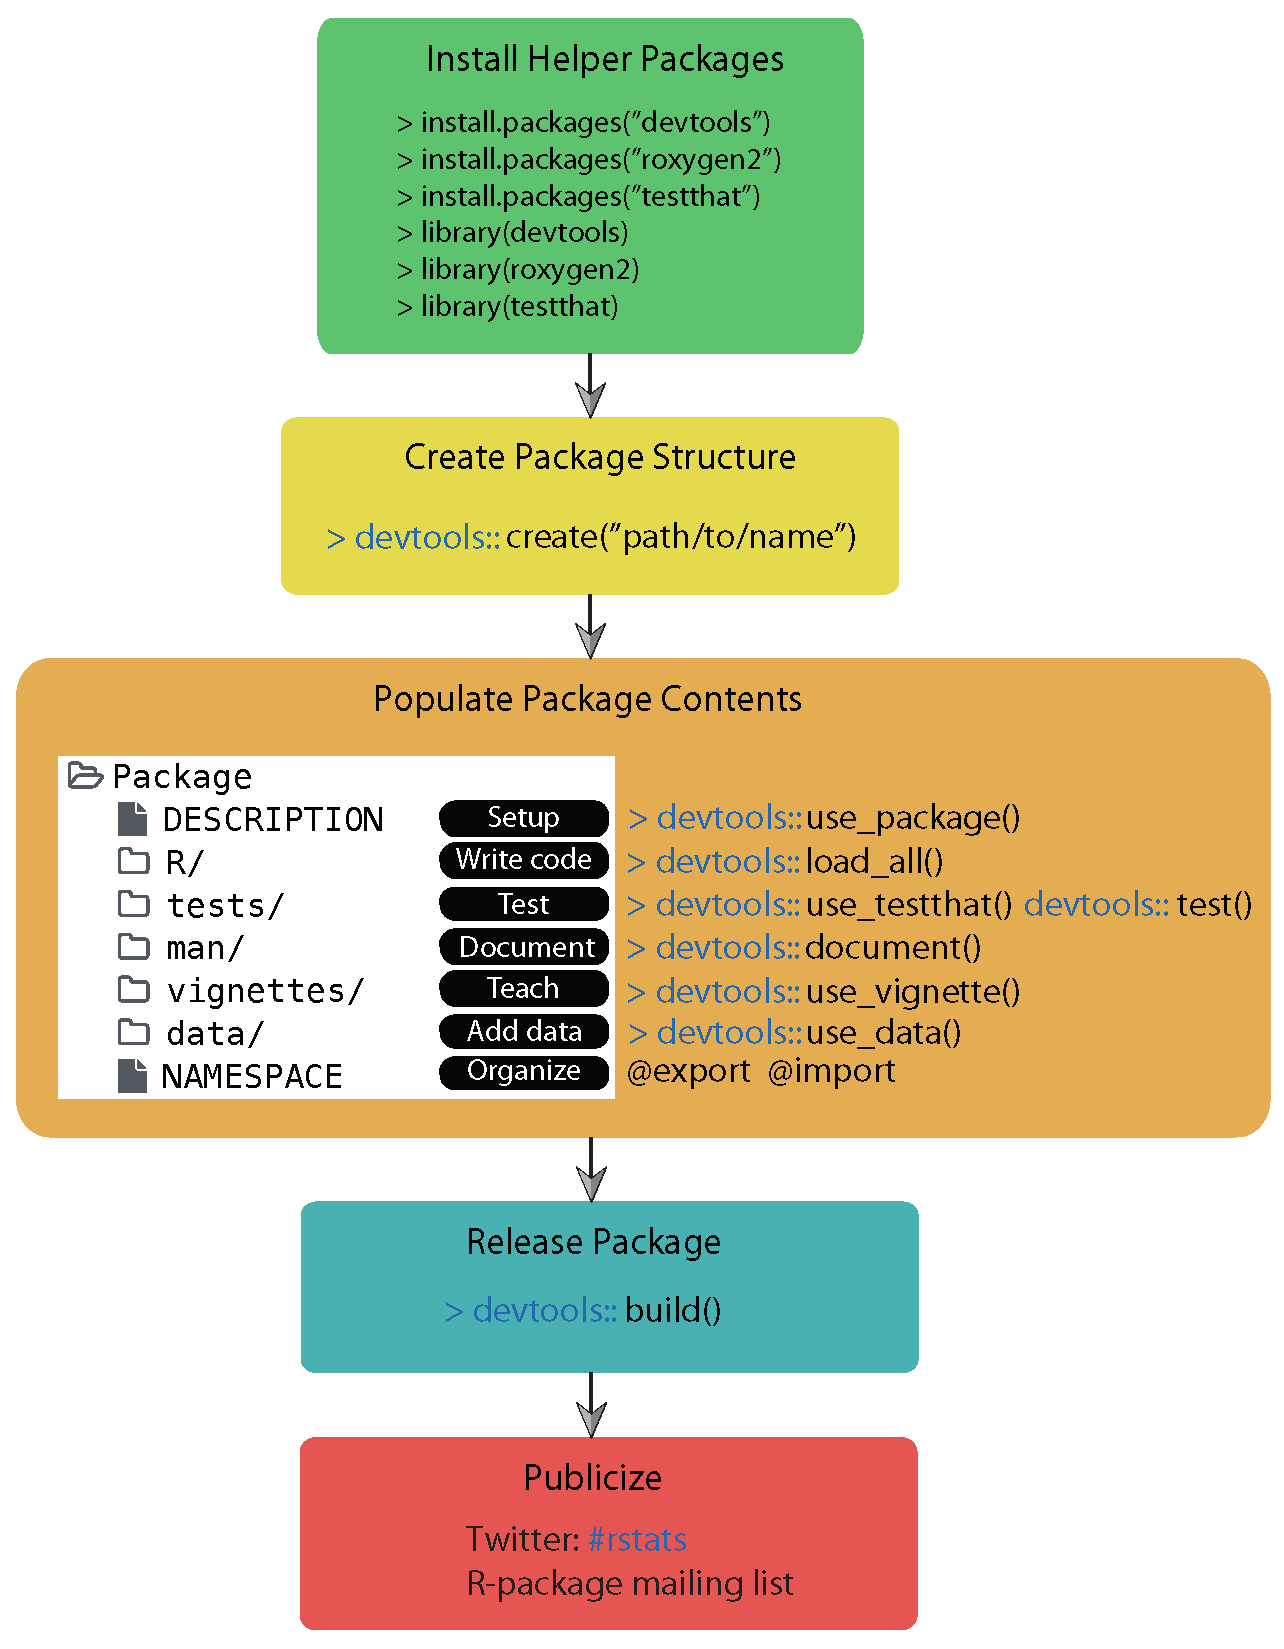 Install Helper Packages
> install.packages(”devtools”)
> install.packages(”roxygen2”)
> install.packages(”testthat”)
> library(devtools)
> library(roxygen2)
> library(testthat)
Create Package Structure
> devtools:: create(”path/to/name”)
Populate Package Contents
Package
DESCRIPTION Setup > devtools:: use_package()
R/ Write code > devtools:: load_all()
tests/ Test > devtools:: use_testthat() devtools:: test()
man/ Document > devtools:: document()
vignettes/ Teach > devtools:: use_vignette()
data/ Add data > devtools:: use_data()
NAMESPACE Organize @export @import
Release Package
> devtools:: build()
Publicize
Twitter: #rstats
R-package mailing list